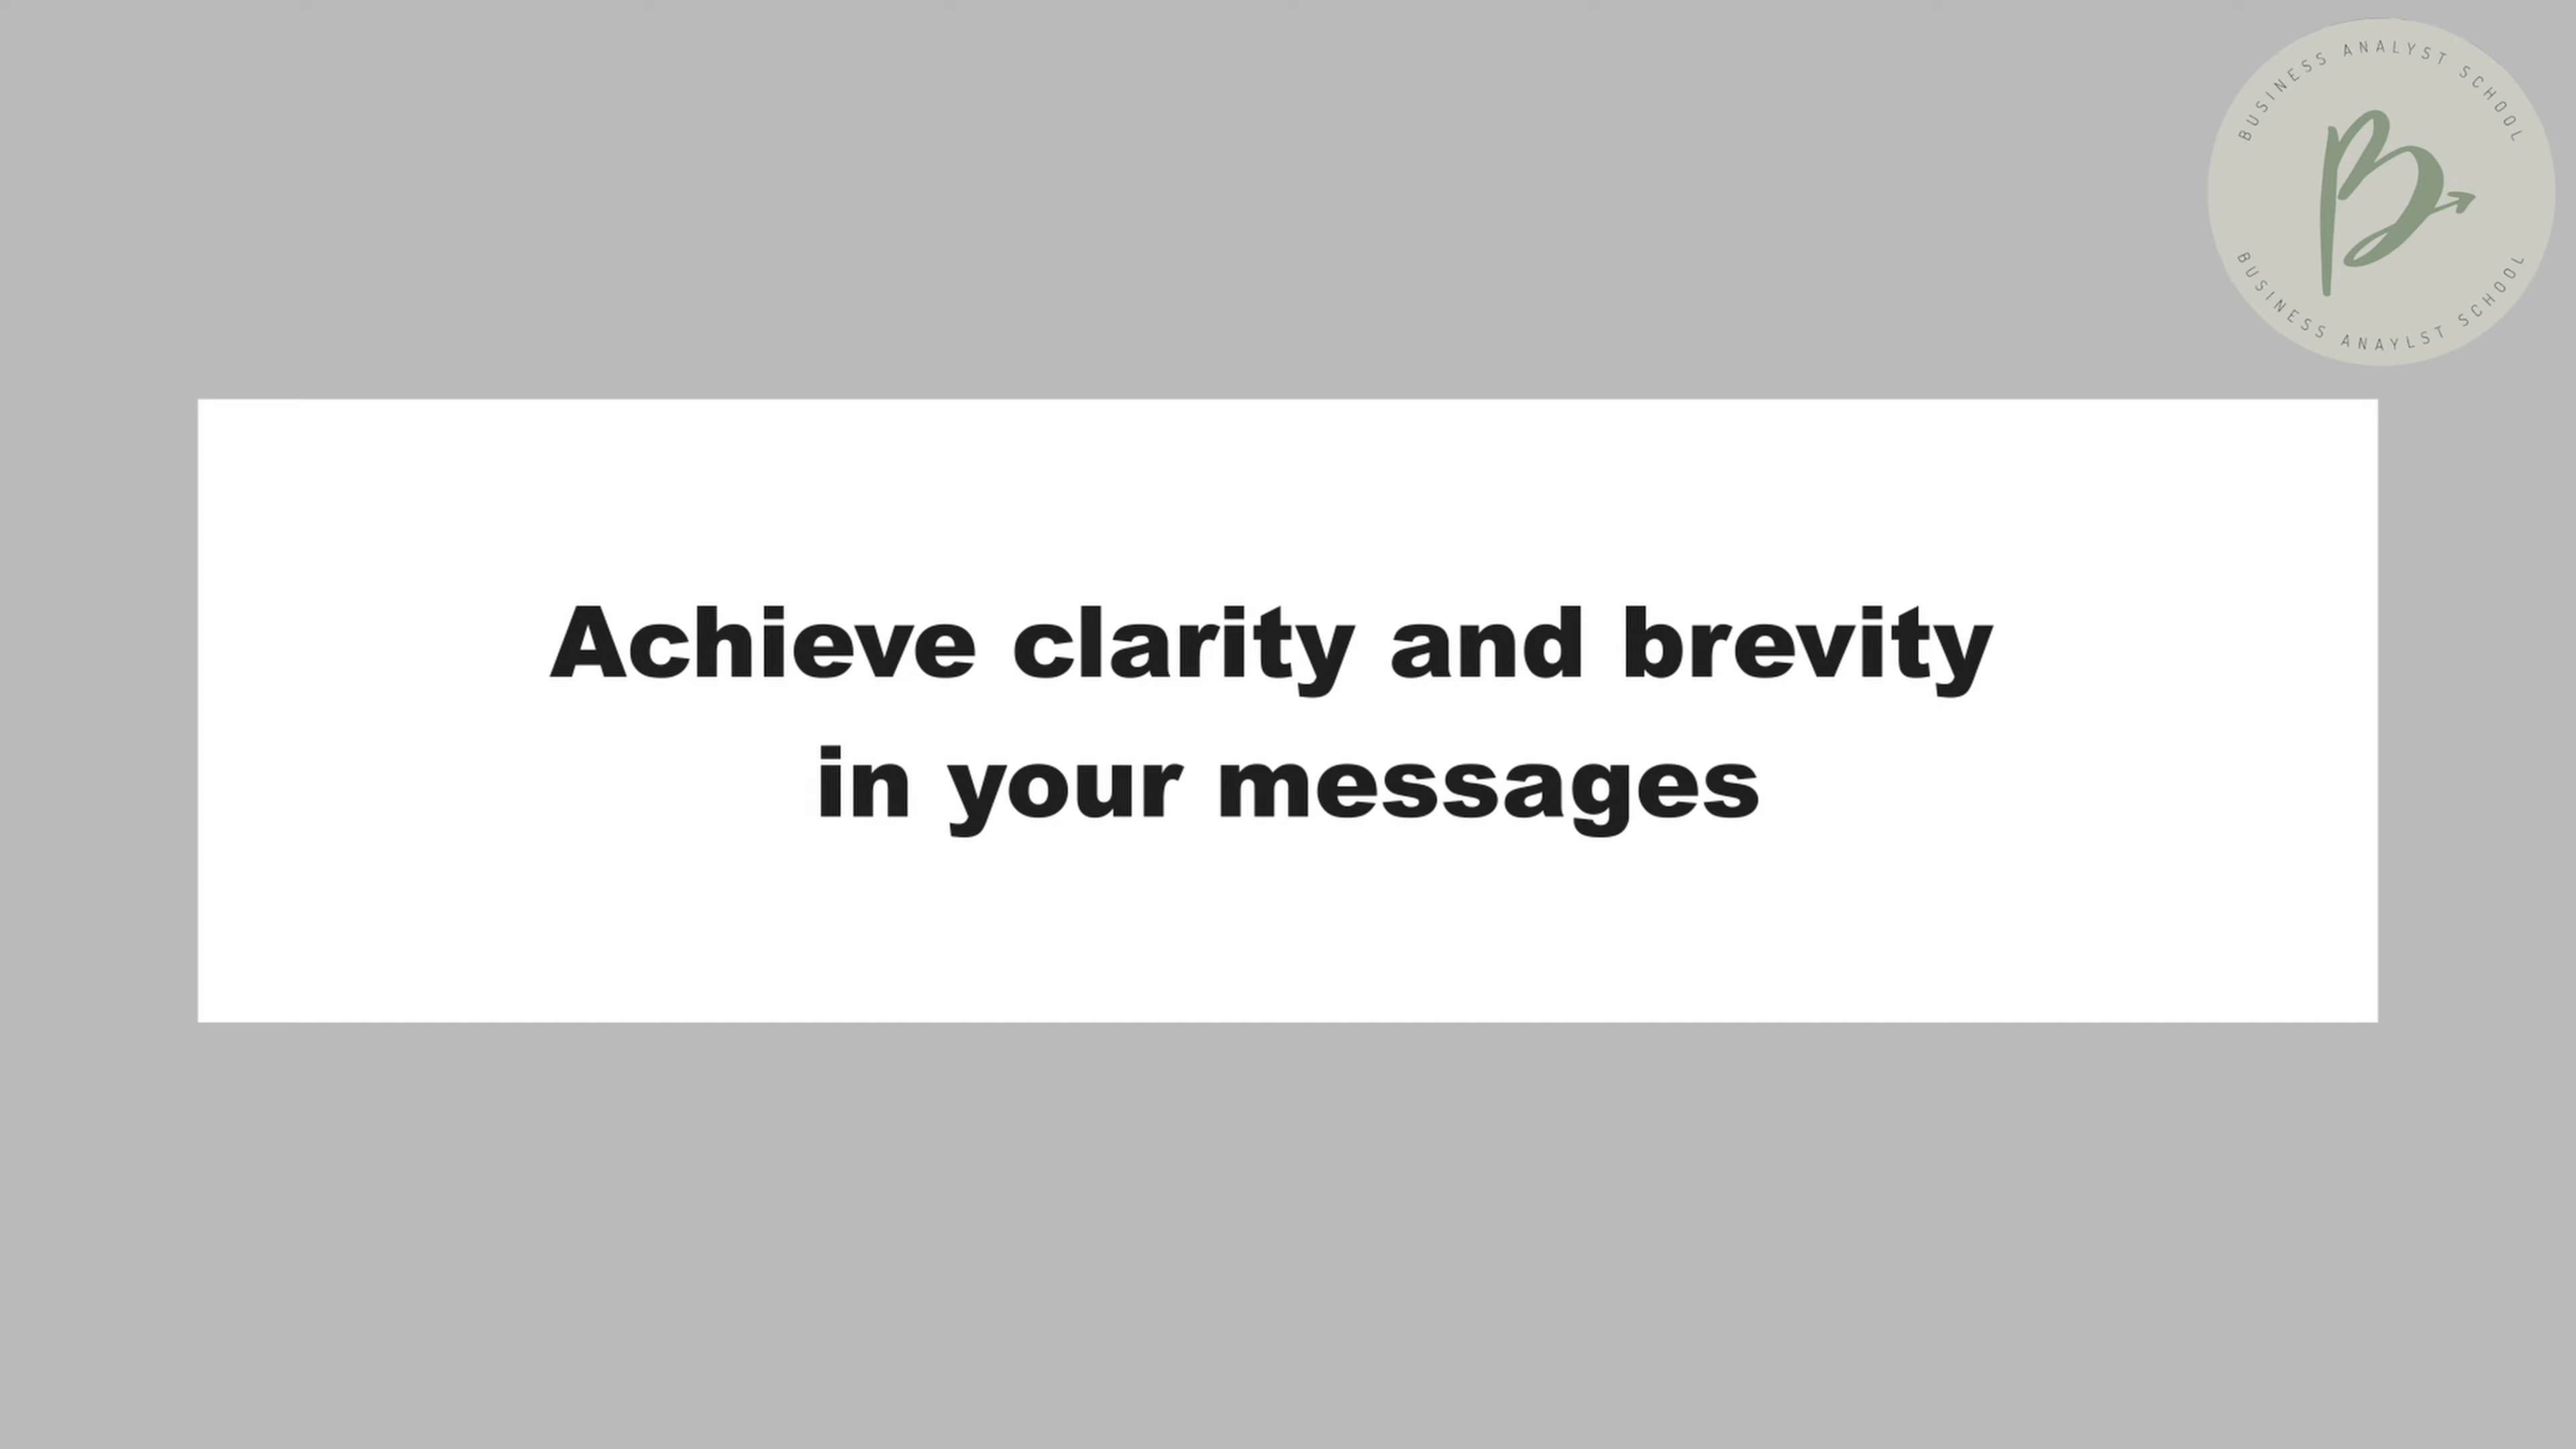 BUSINESS ANALYST SCHOOL
B
BUSINESS ANAYLST SCHOOL
Achieve clarity and brevity
in your messages